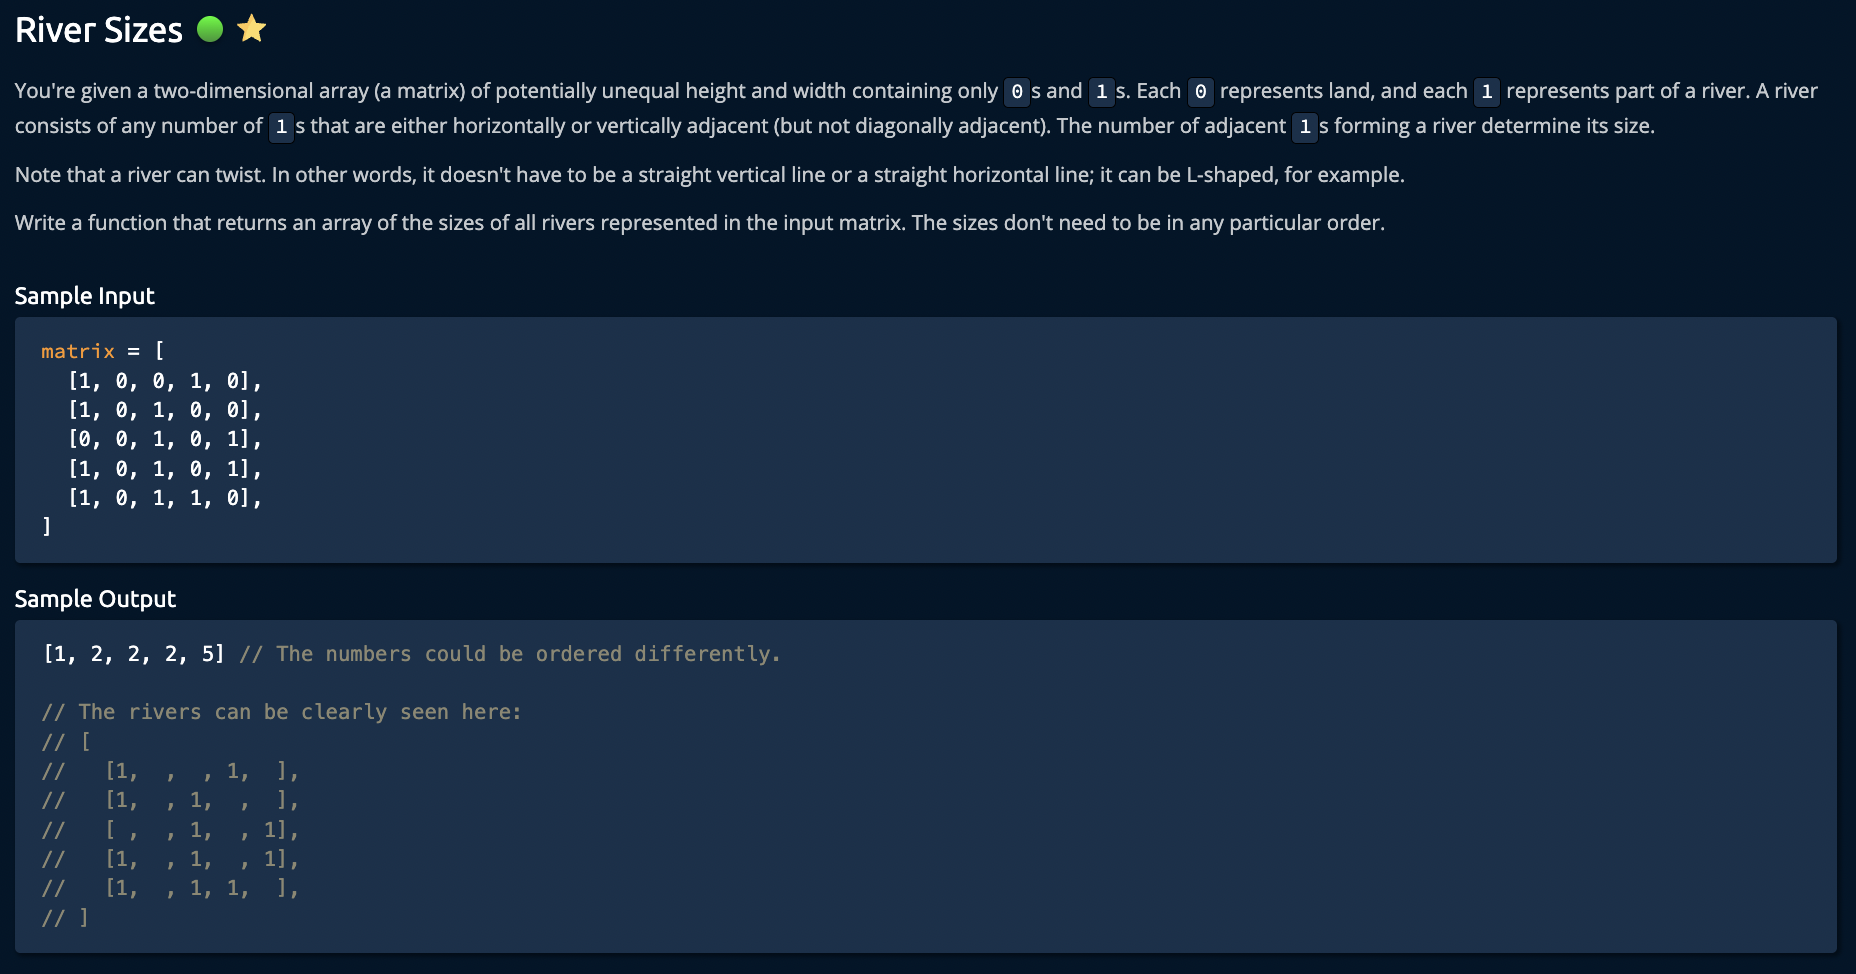 River Sizes
You're given a two-dimensional array (a matrix) of potentially unequal height and width containing only 0s and 1s. Each 0 represents land, and each 1 represents part of a river. A river
consists of any number of 1s that are either horizontally or vertically adjacent (but not diagonally adjacent). The number of adjacent 1s forming a river determine its size.
Note that a river can twist. In other words, it doesn't have to be a straight vertical line or a straight horizontal line; it can be L-shaped, for example.
Write a function that returns an array of the sizes of all rivers represented in the input matrix. The sizes don't need to be in any particular order.
Sample Input
matrix = [
  [1, 0, 0, 1, 0],
  [1, 0, 1, 0, 0],
  [0, 0, 1, 0, 1],
  [1, 0, 1, 0, 1],
  [1, 0, 1, 1, 0],
]
Sample Output
[1, 2, 2, 2, 5] // The numbers could be ordered differently.
// The rivers can be clearly seen here:
// [
//   [1,  ,  , 1,  ],
//   [1,  , 1,  ,  ],
//   [ ,  , 1,  , 1],
//   [1,  , 1,  , 1],
//   [1,  , 1, 1,  ],
// ]